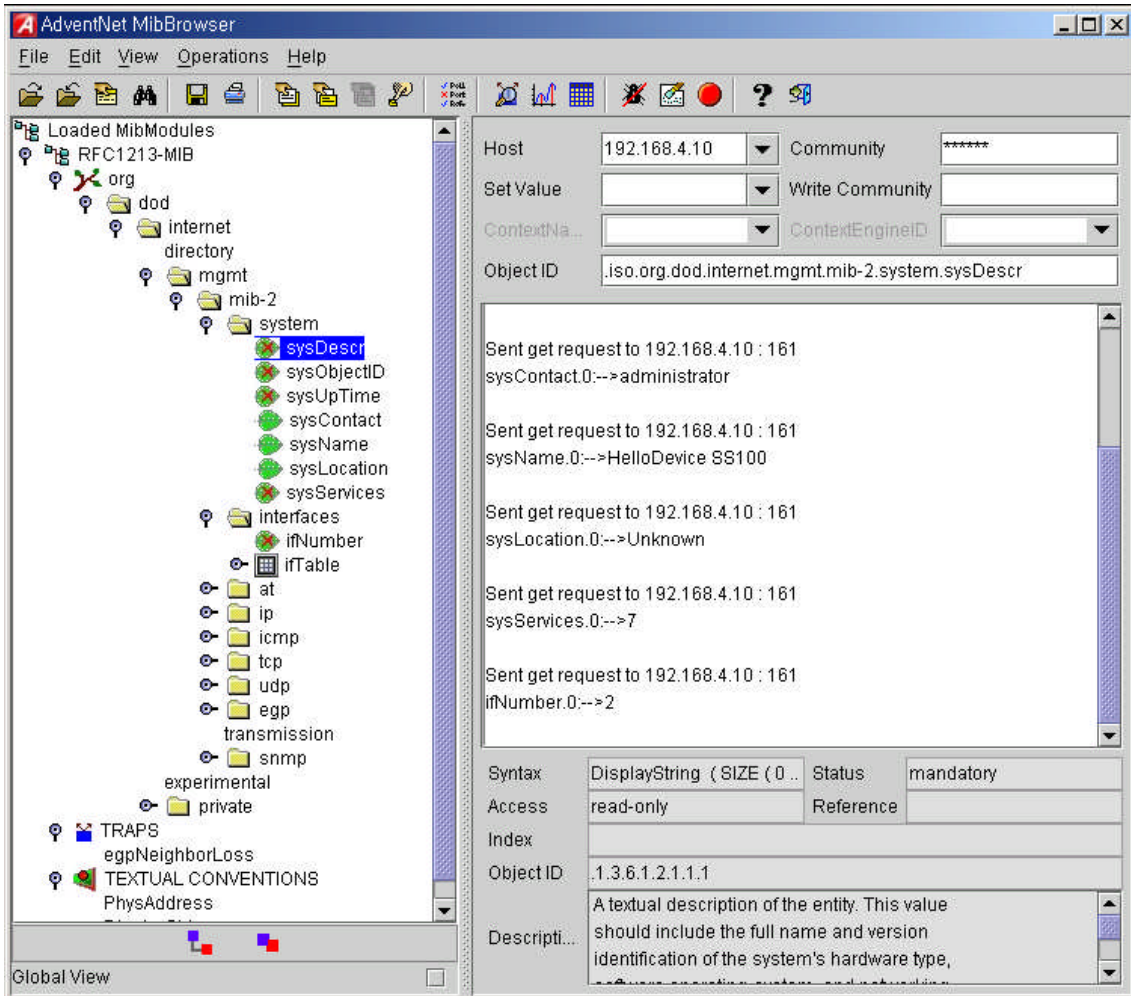 AdventNet MibBrowser
File Edit View Operations Help
Loaded MibModules
RFC1213-MIB
org
dod
internet
directory
mgmt
mib-2
system
sysDescr
sysObjectID
sysUpTime
sysContact
sysName
sysLocation
sysServices
interfaces
ifNumber
ifTable
at
ip
icmp
tcp
udp
egp
transmission
snmp
experimental
private
TRAPS
egpNeighborLoss
TEXTUAL CONVENTIONS
PhysAddress
Global View
Host 192.168.4.10 Community ******
Set Value Write Community
ContextNa... ContextEngineID
Object ID .iso.org.dod.internet.mgmt.mib-2.system.sysDescr
Sent get request to 192.168.4.10 : 161
sysContact.0:-->administrator
Sent get request to 192.168.4.10 : 161
sysName.0:-->HelloDevice SS100
Sent get request to 192.168.4.10 : 161
sysLocation.0:-->Unknown
Sent get request to 192.168.4.10 : 161
sysServices.0:-->7
Sent get request to 192.168.4.10 : 161
ifNumber.0:-->2
Syntax DisplayString ( SIZE ( 0 .. Status mandatory
Access read-only Reference
Index
Object ID .1.3.6.1.2.1.1.1
Descripti... A textual description of the entity. This value
should include the full name and version
identification of the system's hardware type,